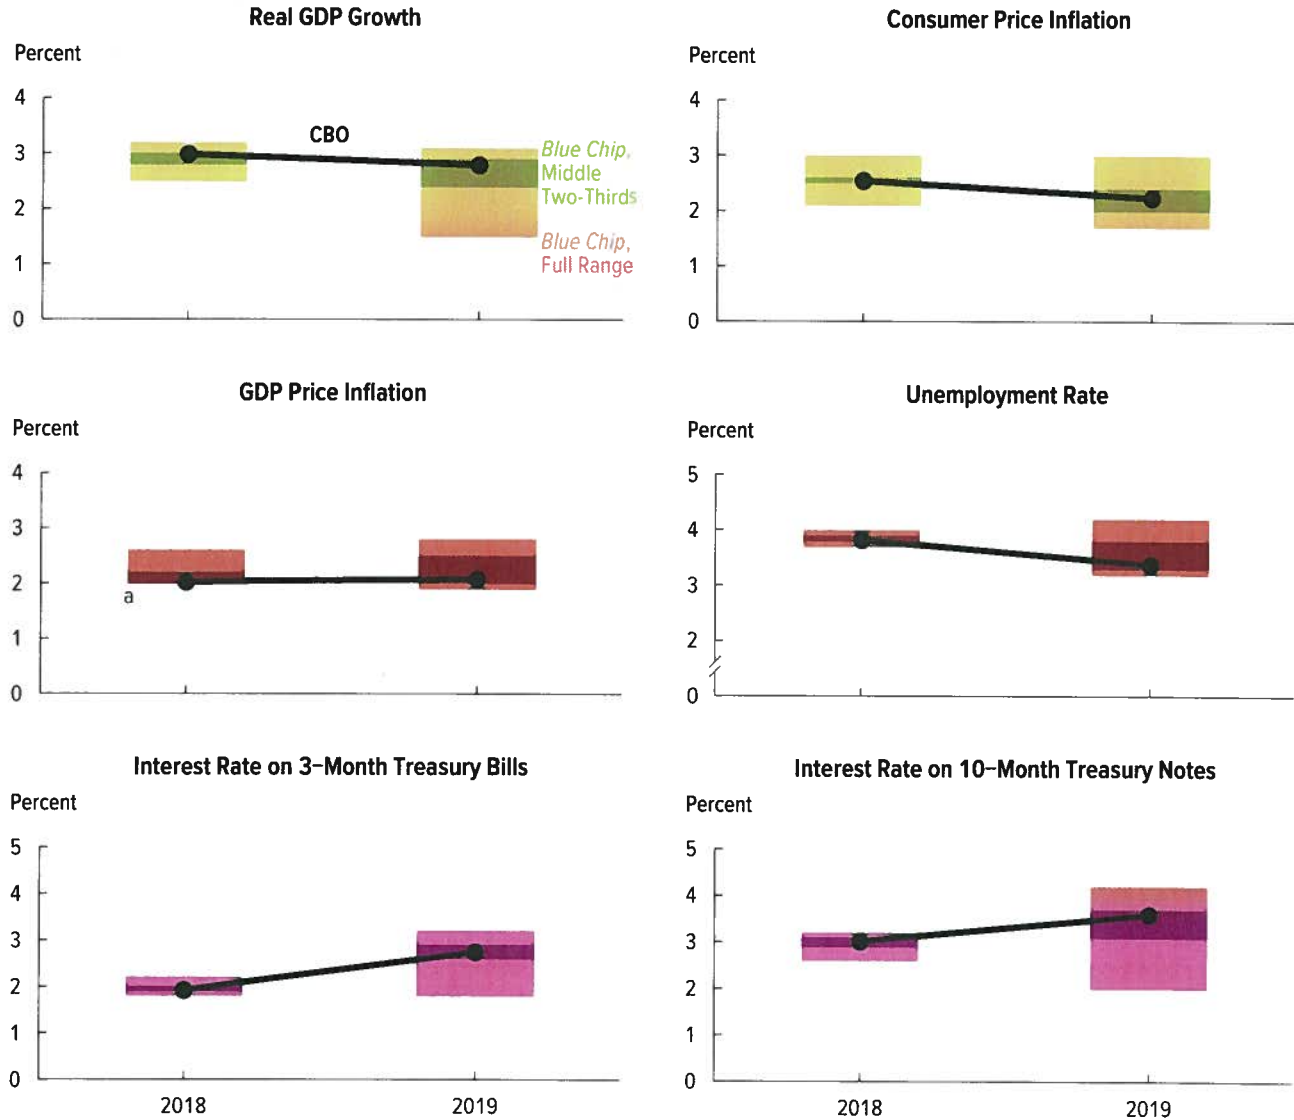 Real GDP Growth
Percent
4
3
2
1
0
CBO
Blue Chip,
Middle
Two-Thirds
Blue Chip,
Full Range
Consumer Price Inflation
Percent
4
3
2
1
0
GDP Price Inflation
Percent
4
3
2
1
0
a
Unemployment Rate
Percent
5
4
3
2
0
Interest Rate on 3-Month Treasury Bills
Percent
5
4
3
2
1
0
2018 2019
Interest Rate on 10-Month Treasury Notes
Percent
5
4
3
2
1
0
2018 2019